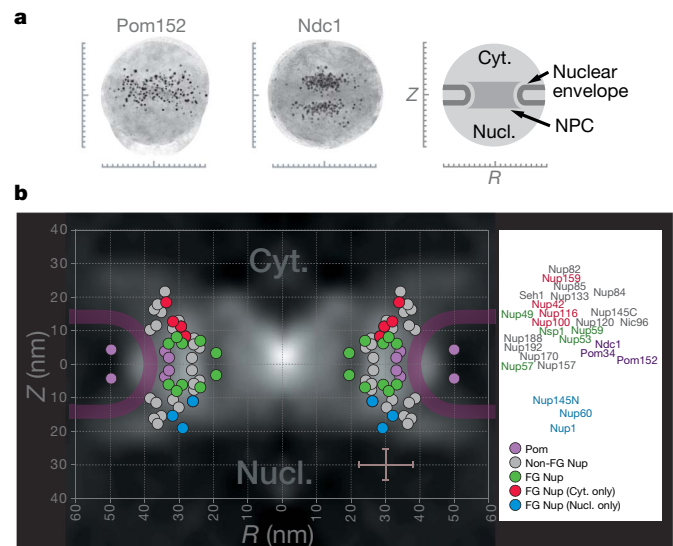 a
Pom152
Ndc1
Cyt.
Nuclear
envelope
Z
NPC
Nucl.
R
b
40
30
20
10
0
10
20
30
40
Z (nm)
Cyt.
Nucl.
60 50 40 30 20 10 0 10 20 30 40 50 60
R (nm)
Nup82
Nup159
Nup85
Nup84
Seh1 Nup133
Nup42
Nup49 Nup116 Nup145C
Nup100 Nup120 Nic96
Nsp1 Nup59
Nup188 Nup53
Nup192 Ndc1
Nup170 Pom34
Nup57 Nup157 Pom152
Nup145N
Nup60
Nup1
Pom
Non-FG Nup
FG Nup
FG Nup (Cyt. only)
FG Nup (Nucl. only)